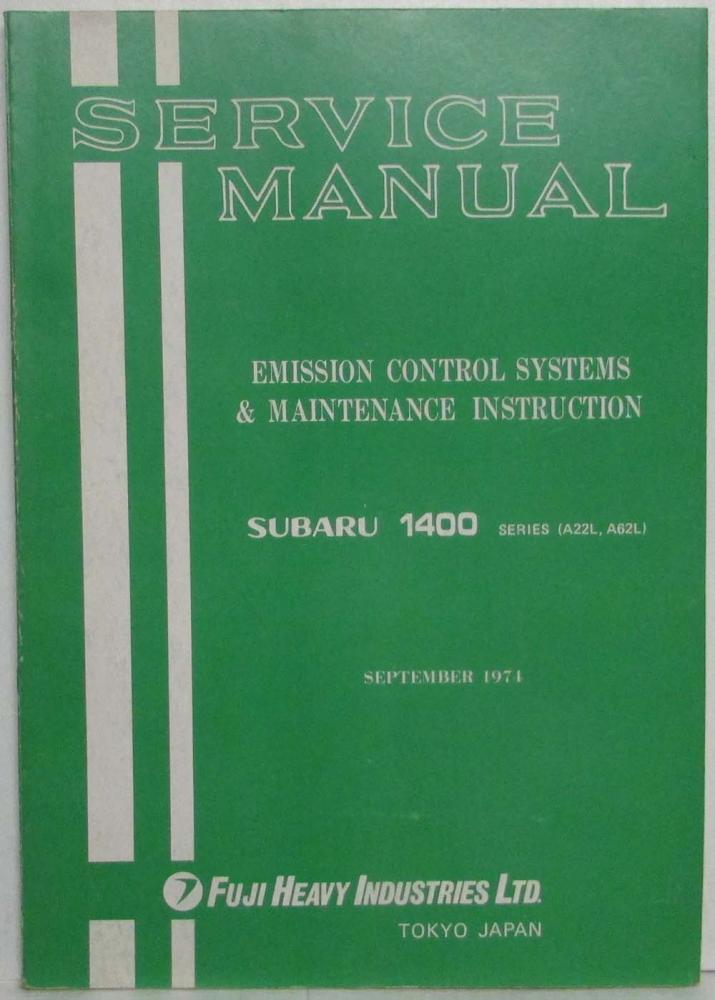 SERVICE
MANUAL
EMISSION CONTROL SYSTEMS
& MAINTENANCE INSTRUCTION
SUBARU 1400 SERIES (A22L, A62L)
SEPTEMBER 1974
FUJI HEAVY INDUSTRIES LTD.
TOKYO JAPAN